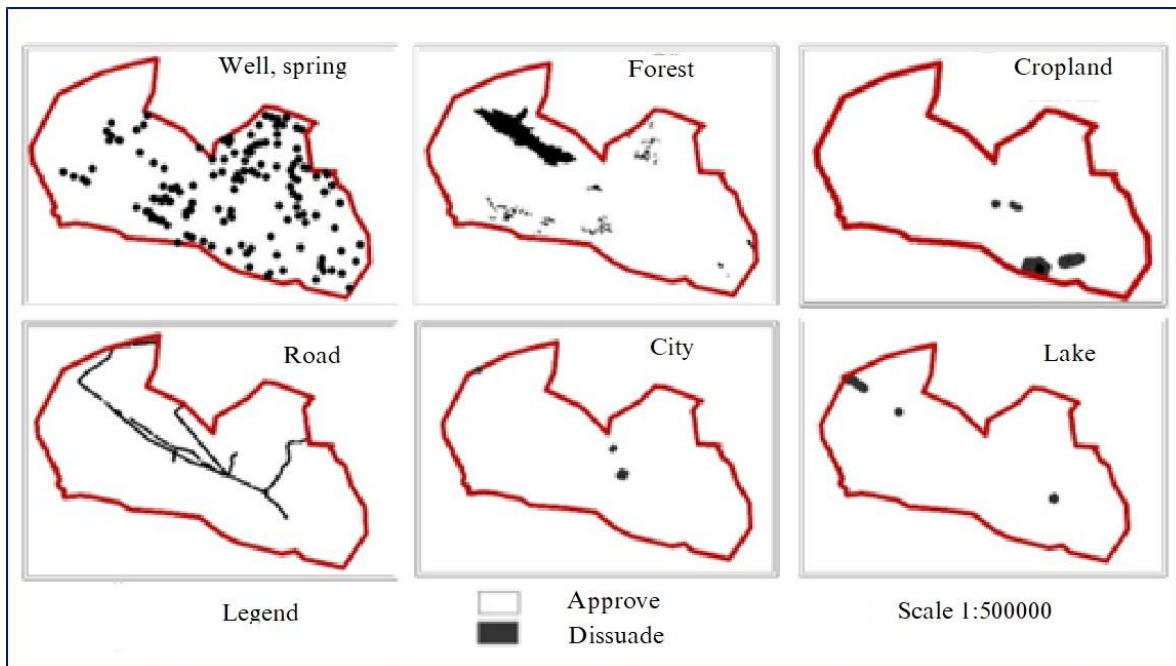 Well, spring
Forest
Cropland
Road
City
Lake
Legend
Approve
Dissuade
Scale 1:500000